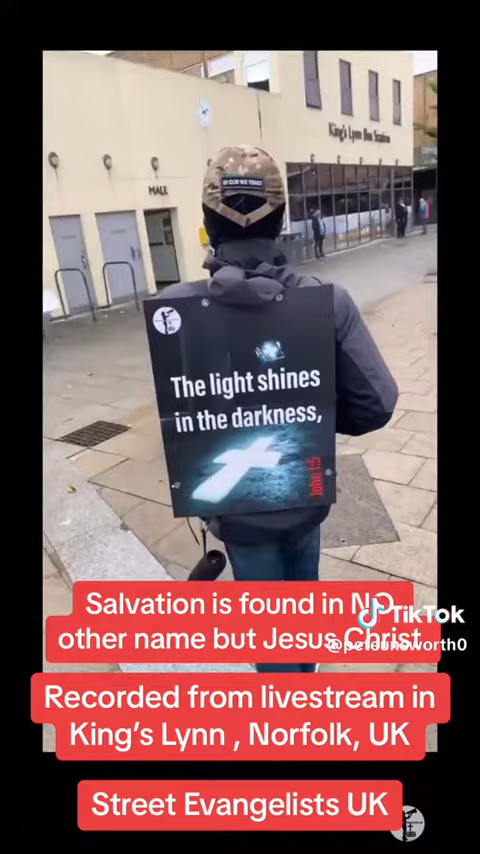 King's Lynn Bus Station
MALE
IN GOD WE TRUST
The light shines
in the darkness,
John 1:5
Salvation is found in NO
other name but Jesus Christ
TikTok
@peteunsworth0
Recorded from livestream in
King's Lynn , Norfolk, UK
Street Evangelists UK